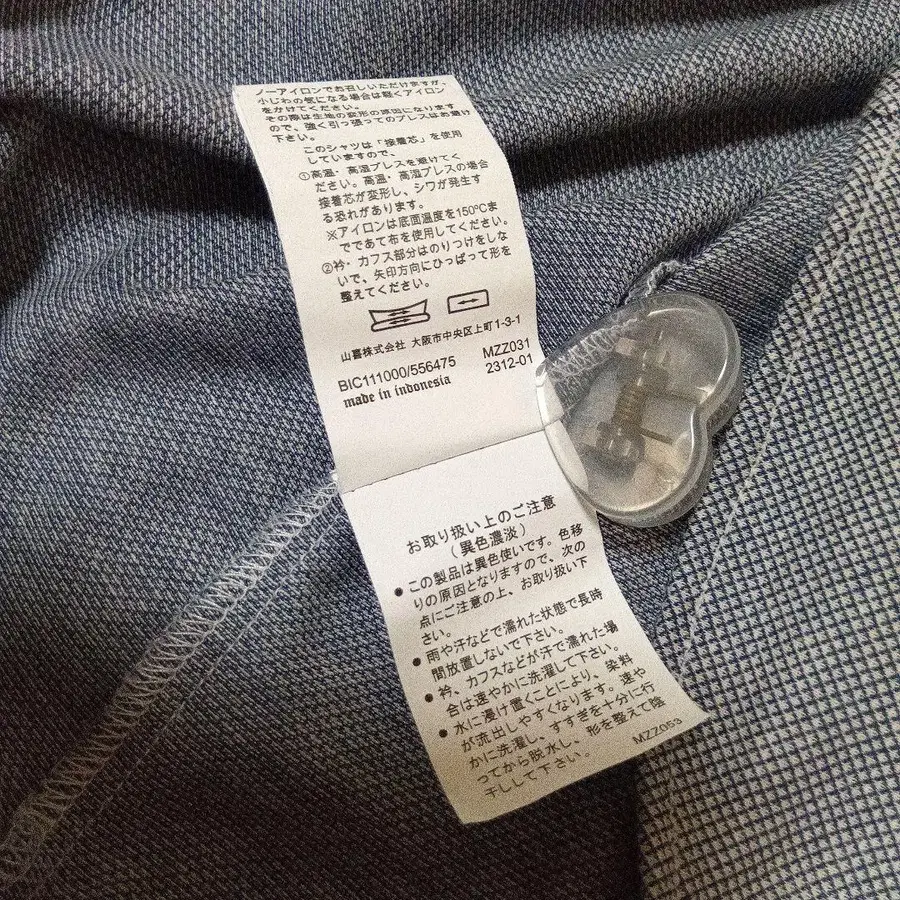 ノーアイロンでお召しいただけますが、
小じわの気になる場合は軽くアイロン
をかけてください。
その際は生地の変形の原因になります
ので、強く引っ張ってのプレスはお避け
下さい。
このシャツは「接着芯」を使用
していますので、
①高温・高湿プレスを避けてく
ださい。高温・高湿プレスの場合
接着芯が変形し、シワが発生す
る恐れがあります。
※アイロンは底面温度を150℃ま
でであて布を使用してください。
②衿・カフス部分はのりつけをしな
いで、矢印方向にひっぱって形を
整えてください。
山喜株式会社 大阪市中央区上町1-3-1
BIC111000/556475 MZZ031
made in indonesia 2312-01
お取り扱い上のご注意
(異色濃淡)
● この製品は異色使いです。色移
りの原因となりますので、次の
点にご注意の上、お取り扱い下
さい。
● 雨や汗などで濡れた状態で長時
間放置しないで下さい。
● 衿、カフスなどが汗で濡れた場
合は速やかに洗濯して下さい。
● 水に浸け置くことにより、染料
が流出しやすくなります。速や
かに洗濯し、すすぎを十分に行
ってから脱水し、形を整えて陰
干しして下さい。
MZZ053